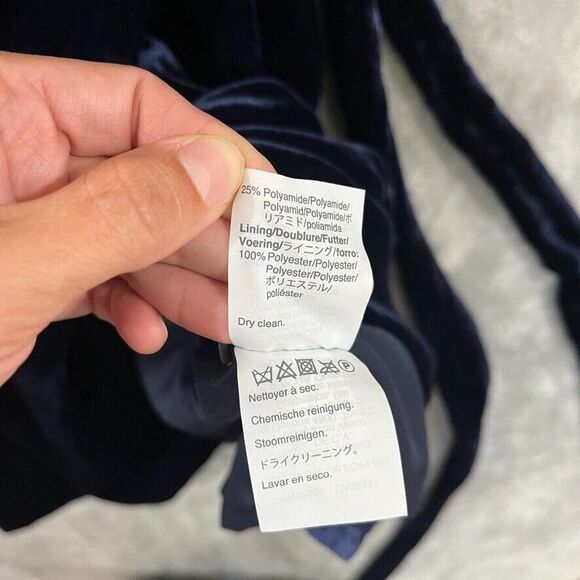 25% Polyamide/Polyamide/
Polyamid/Polyamide/ポ
リアミド/poliamida
Lining/Doublure/Futter/
Voering/ライニング/forro:
100% Polyester/Polyester/
Polyester/Polyester/
ポリエステル/
poliéster
Dry clean.
Nettoyer à sec.
Chemische reinigung.
Stoomreinigen.
ドライクリーニング。
Lavar en seco.